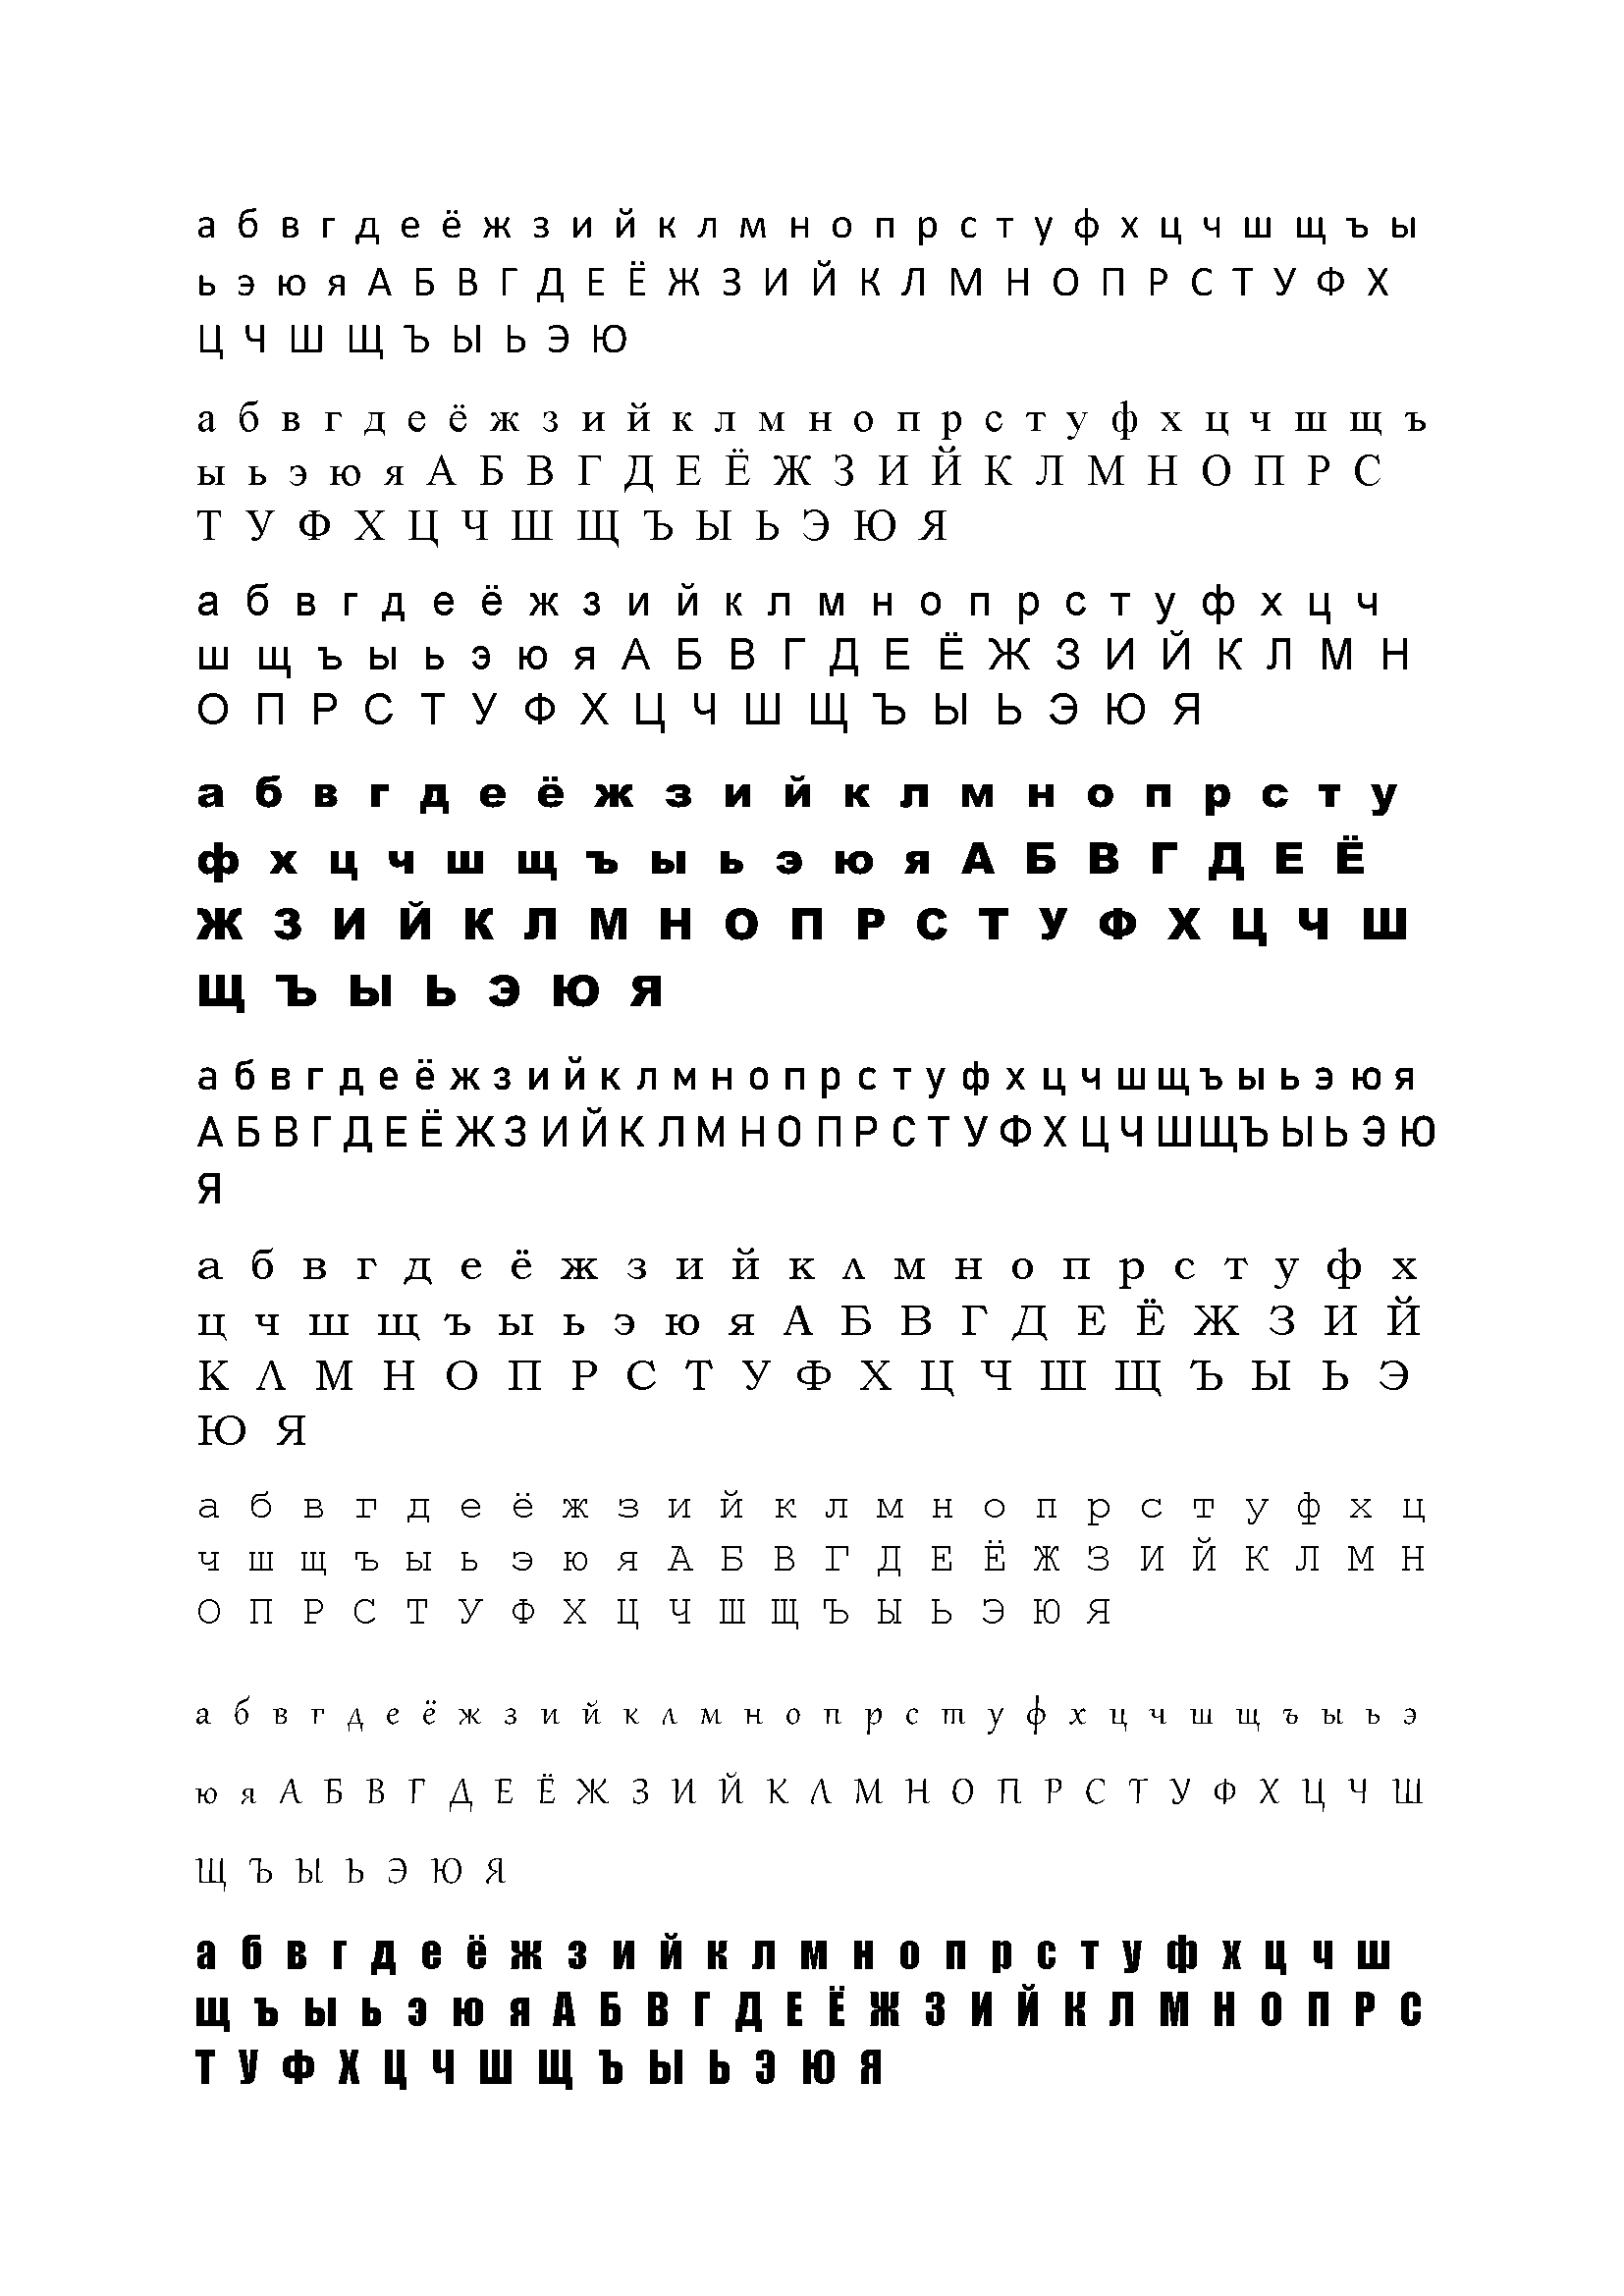 а б в г д е ё ж з и й к л м н о п р с т у ф х ц ч ш щ ъ ы
ь э ю я А Б В Г Д Е Ё Ж З И Й К Л М Н О П Р С Т У Ф Х
Ц Ч Ш Щ Ъ Ы Ь Э Ю
а б в г д е ё ж з и й к л м н о п р с т у ф х ц ч ш щ ъ
ы ь э ю я А Б В Г Д Е Ё Ж З И Й К Л М Н О П Р С
Т У Ф Х Ц Ч Ш Щ Ъ Ы Ь Э Ю Я
а б в г д е ё ж з и й к л м н о п р с т у ф х ц ч
ш щ ъ ы ь э ю я А Б В Г Д Е Ё Ж З И Й К Л М Н
О П Р С Т У Ф Х Ц Ч Ш Щ Ъ Ы Ь Э Ю Я
а б в г д е ё ж з и й к л м н о п р с т у
ф х ц ч ш щ ъ ы ь э ю я А Б В Г Д Е Ё
Ж З И Й К Л М Н О П Р С Т У Ф Х Ц Ч Ш
Щ Ъ Ы Ь Э Ю Я
а б в г д е ё ж з и й к л м н о п р с т у ф х ц ч ш щ ъ ы ь э ю я
А Б В Г Д Е Ё Ж З И Й К Л М Н О П Р С Т У Ф Х Ц Ч Ш Щ Ъ Ы Ь Э Ю
Я
а б в г д е ё ж з и й к л м н о п р с т у ф х
ц ч ш щ ъ ы ь э ю я А Б В Г Д Е Ё Ж З И Й
К Л М Н О П Р С Т У Ф Х Ц Ч Ш Щ Ъ Ы Ь Э
Ю Я
а б в г д е ё ж з и й к л м н о п р с т у ф х ц
ч ш щ ъ ы ь э ю я А Б В Г Д Е Ё Ж З И Й К Л М Н
О П Р С Т У Ф Х Ц Ч Ш Щ Ъ Ы Ь Э Ю Я
а б в г д е ё ж з и й к л м н о п р с т у ф х ц ч ш щ ъ ы ь э
ю я А Б В Г Д Е Ё Ж З И Й К Л М Н О П Р С Т У Ф Х Ц Ч Ш
Щ Ъ Ы Ь Э Ю Я
а б в г д е ё ж з и й к л м н о п р с т у ф х ц ч ш
щ ъ ы ь э ю я А Б В Г Д Е Ё Ж З И Й К Л М Н О П Р С
Т У Ф Х Ц Ч Ш Щ Ъ Ы Ь Э Ю Я